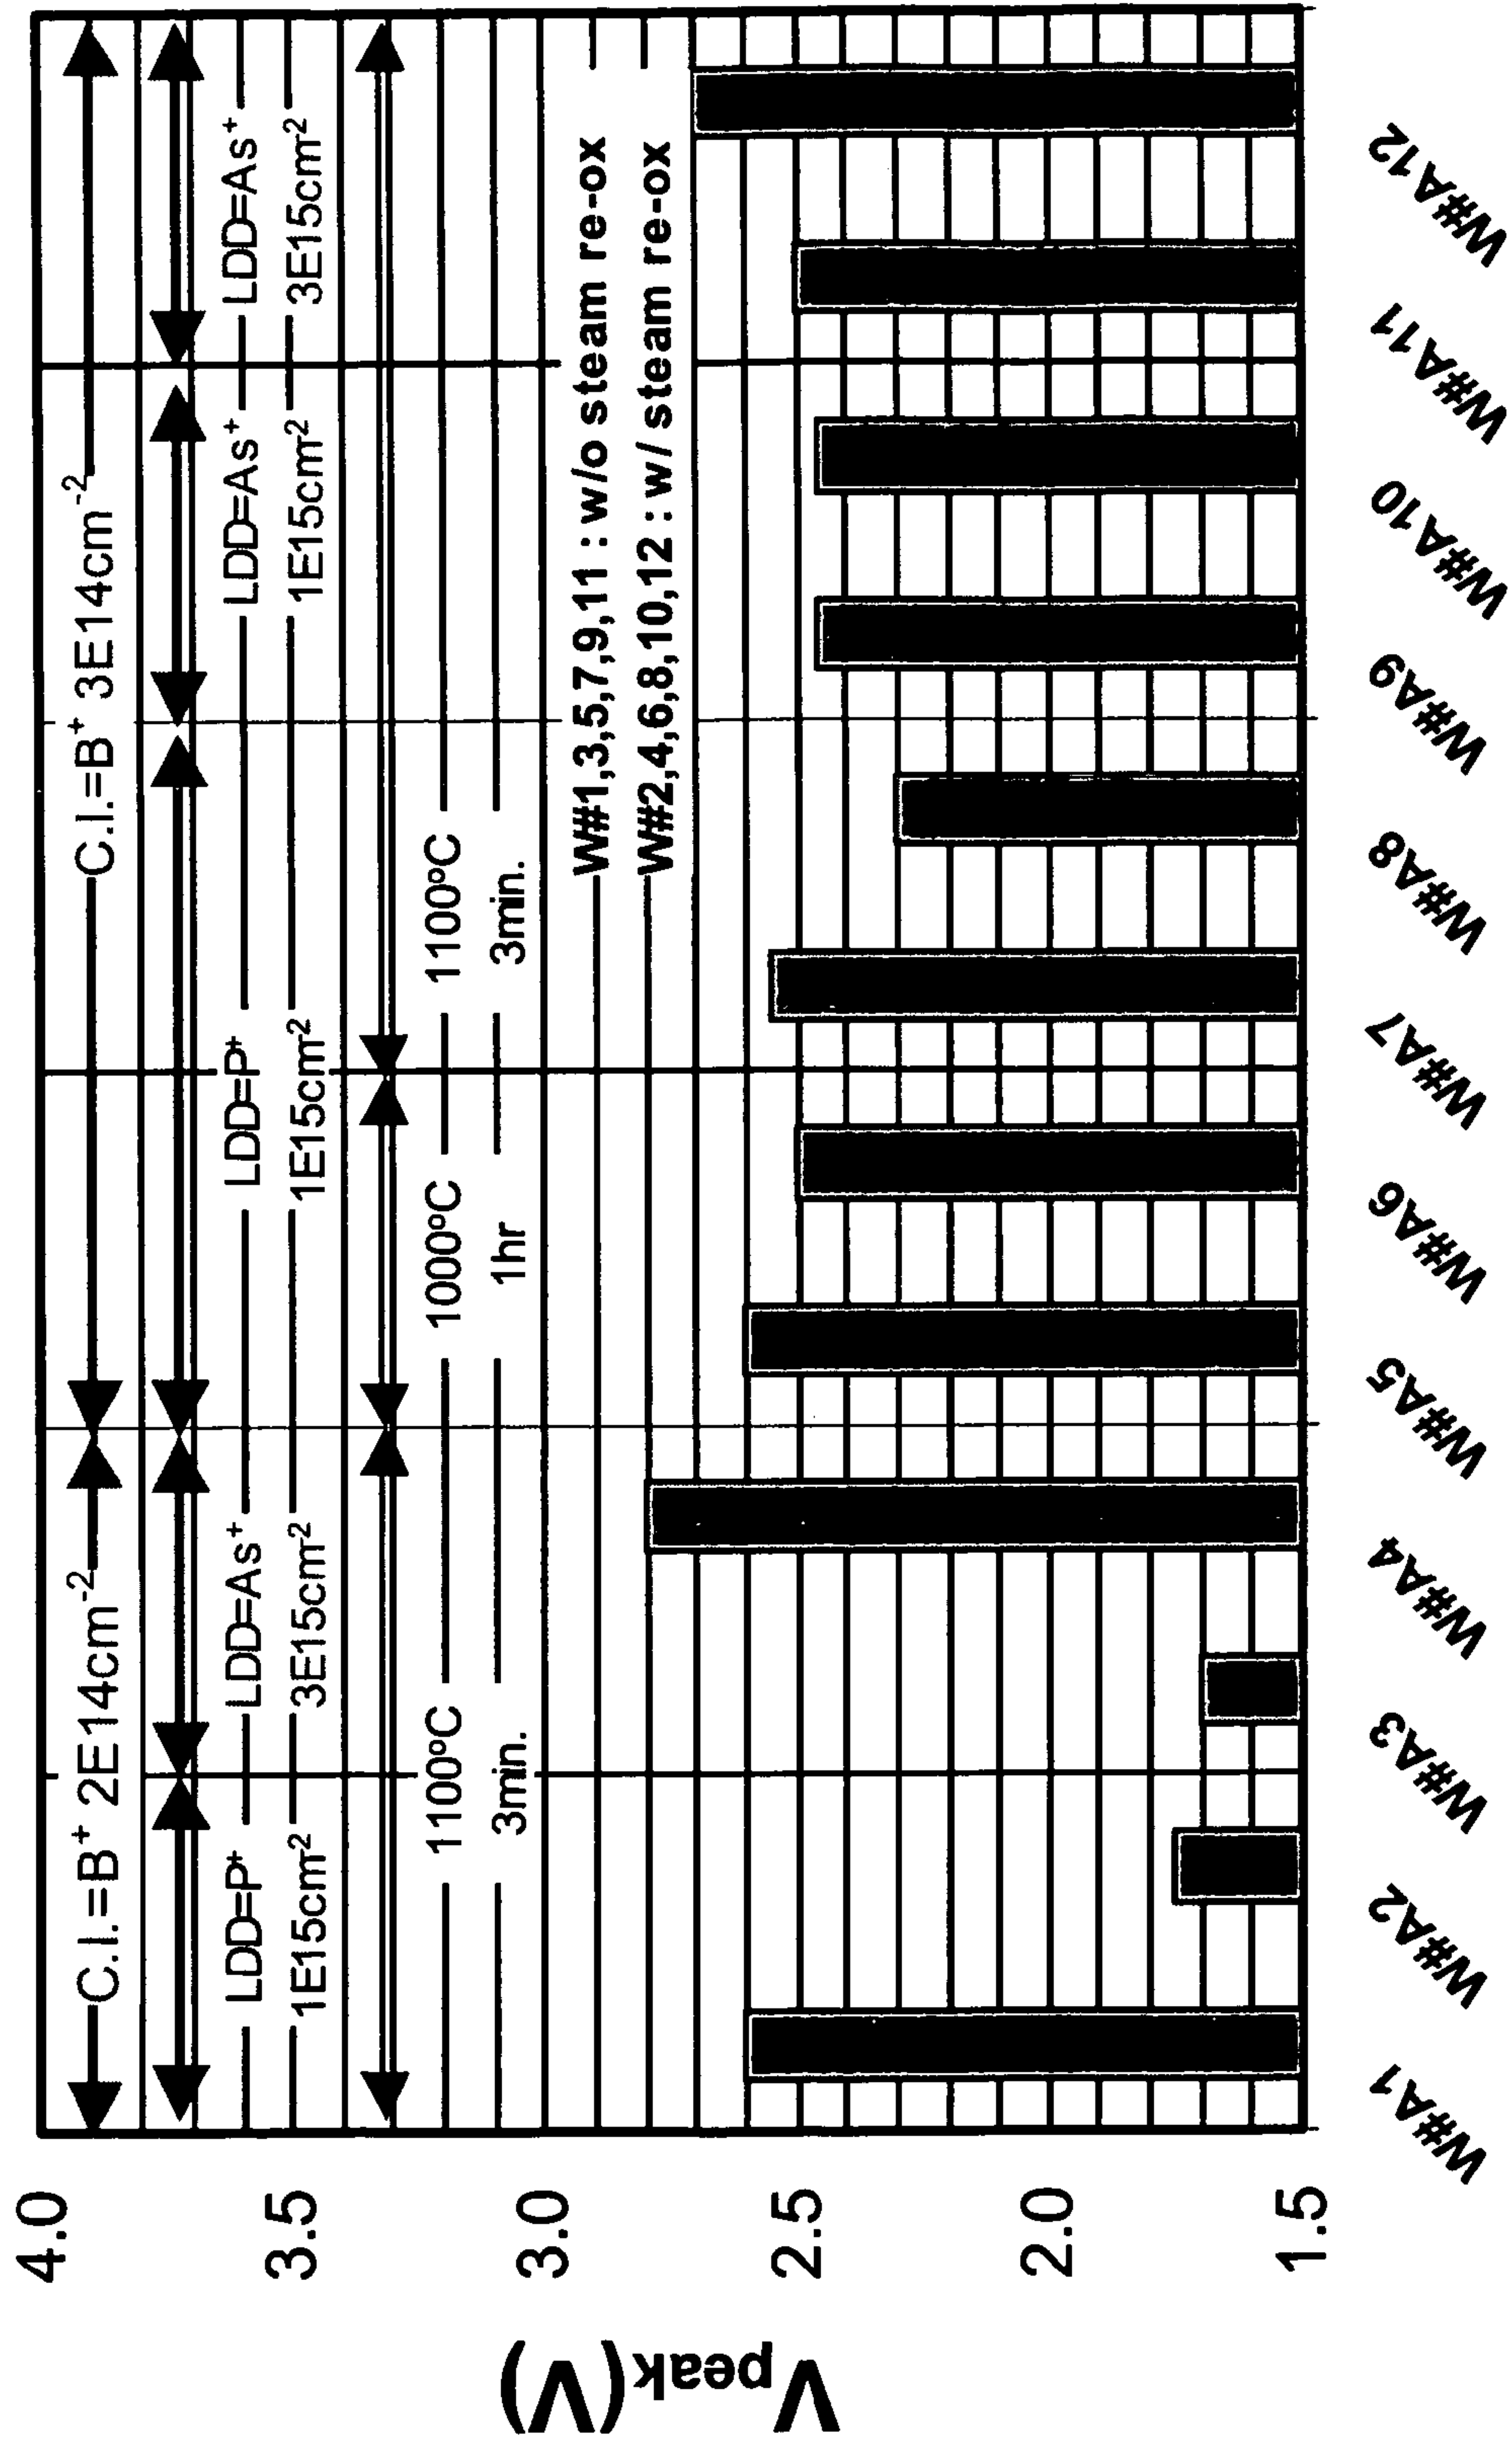 C.I.=B⁺ 2E14cm⁻² C.I.=B⁺ 3E14cm⁻²
LDD=P⁺ LDD=As⁺ LDD=P⁺ LDD=As⁺ LDD=As⁺
1E15cm² 3E15cm² 1E15cm² 1E15cm² 3E15cm²
1100ºC 1000ºC 1100ºC
3min. 1hr 3min.
W#1,3,5,7,9,11 : w/o steam re-ox
W#2,4,6,8,10,12 : w/ steam re-ox
4.0
3.5
3.0
2.5
2.0
1.5
Vpeak(V)
W#A1 W#A2 W#A3 W#A4 W#A5 W#A6 W#A7 W#A8 W#A9 W#A10 W#A11 W#A12